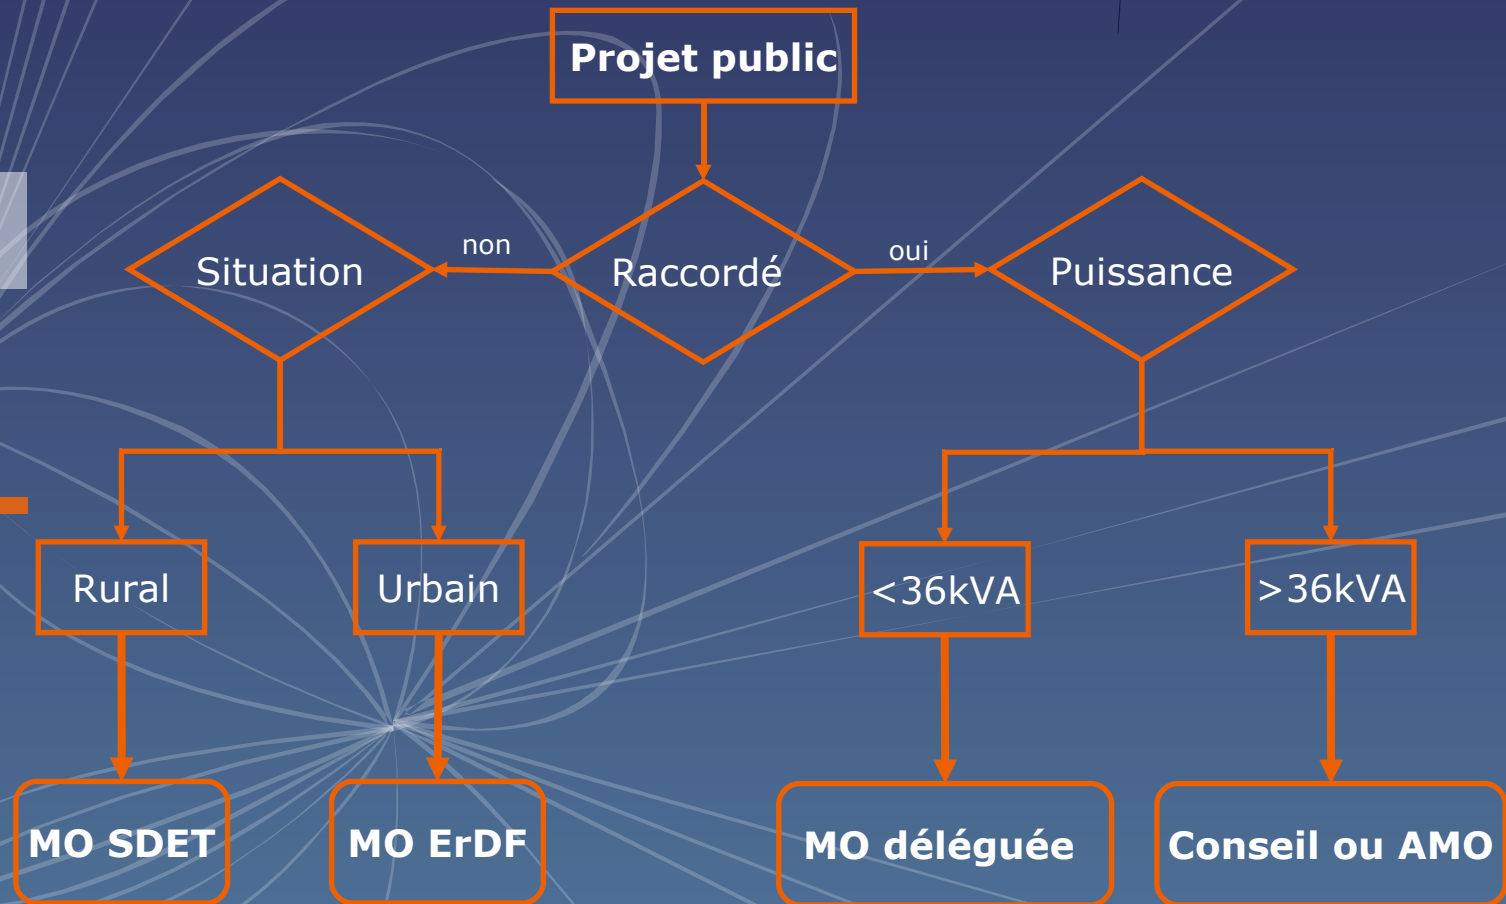 Projet public
non
oui
Situation
Raccordé
Puissance
Rural
Urbain
<36kVA
>36kVA
MO SDET
MO ErDF
MO déléguée
Conseil ou AMO